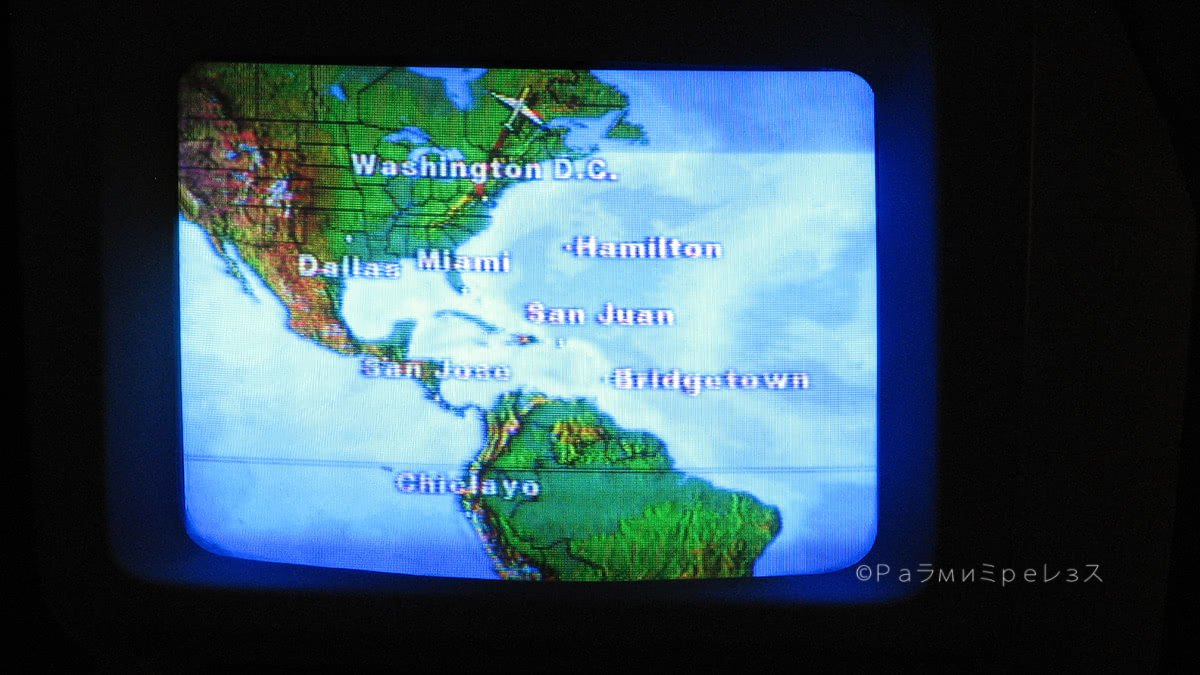 Washington D.C.
Hamilton
Dallas
Miami
San Juan
San Jose
Bridgetown
Chiclayo
©Paラмиミpeレзス